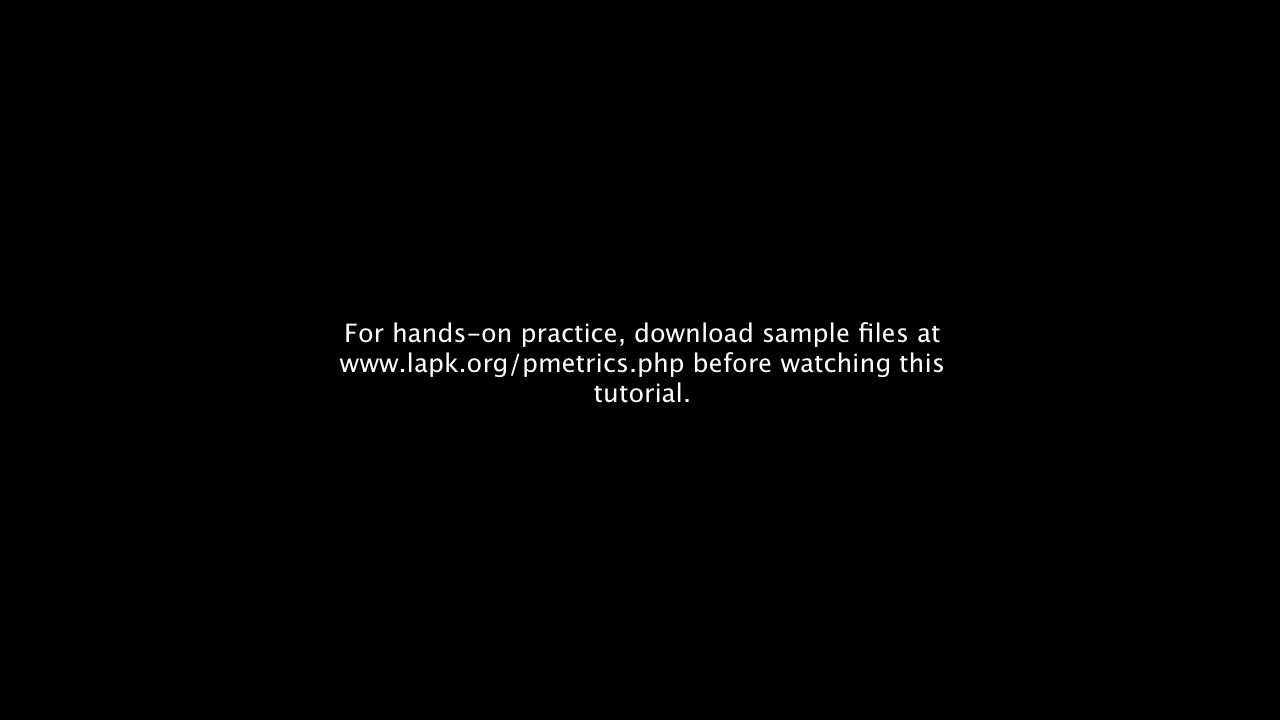 For hands-on practice, download sample files at
www.lapk.org/pmetrics.php before watching this
tutorial.